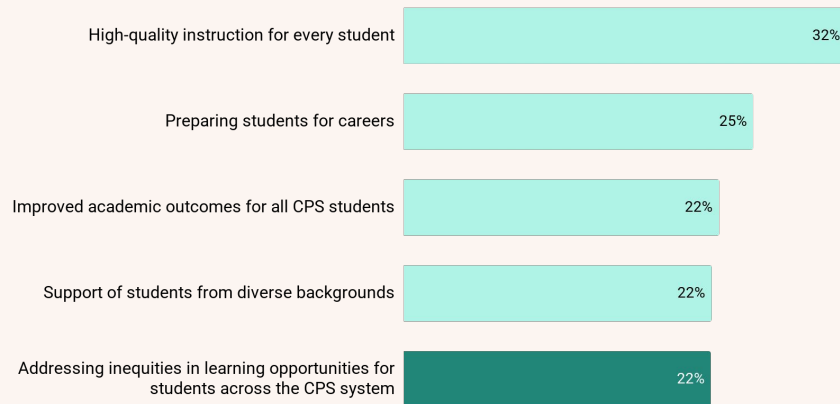 High-quality instruction for every student
32%
Preparing students for careers
25%
Improved academic outcomes for all CPS students
22%
Support of students from diverse backgrounds
22%
Addressing inequities in learning opportunities for
students across the CPS system
22%